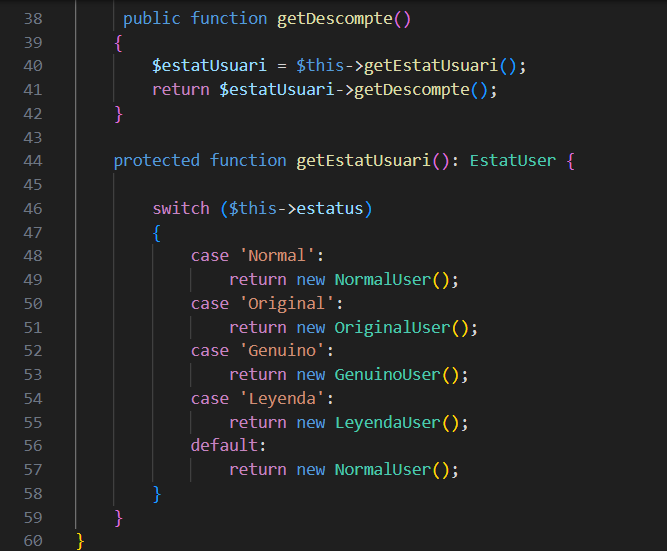 38 public function getDescompte()
39 {
40 $estatUsuari = $this->getEstatUsuari();
41 return $estatUsuari->getDescompte();
42 }
43
44 protected function getEstatUsuari(): EstatUser {
45
46 switch ($this->estatus)
47 {
48 case 'Normal':
49 return new NormalUser();
50 case 'Original':
51 return new OriginalUser();
52 case 'Genuino':
53 return new GenuinoUser();
54 case 'Leyenda':
55 return new LeyendaUser();
56 default:
57 return new NormalUser();
58 }
59 }
60 }